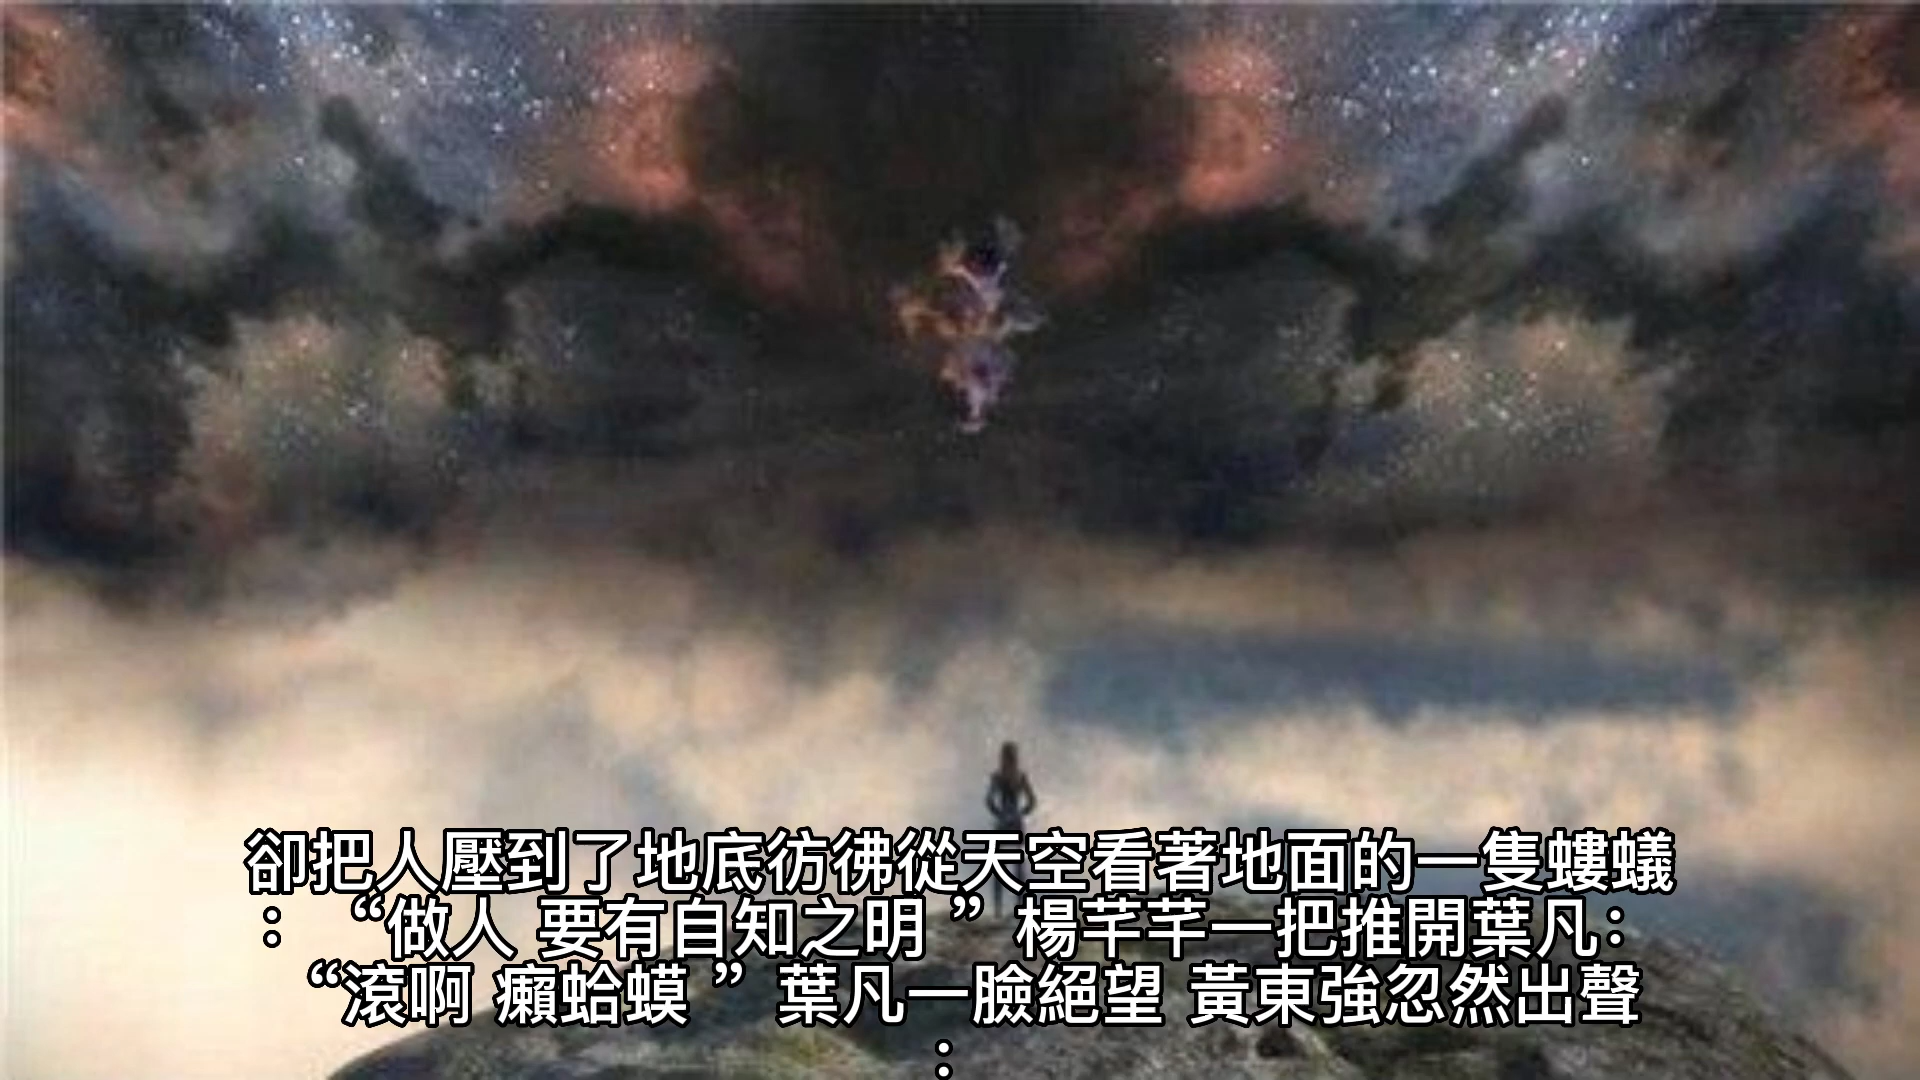 卻把人壓到了地底彷彿從天空看著地面的一隻螻蟻
：“做人 要有自知之明 ” 楊芊芊一把推開葉凡：
“滾啊 癩蛤蟆 ” 葉凡一臉絕望 黃東強忽然出聲
：